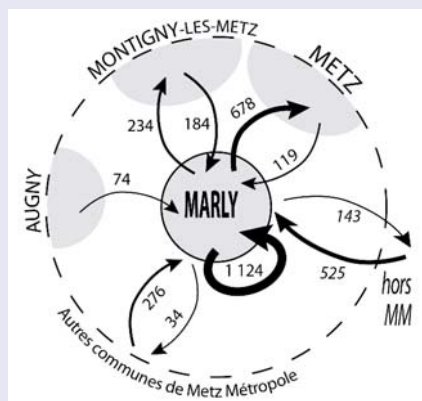 MONTIGNY-LES-METZ
METZ
678
234
184
119
74
AUGNY
MARLY
143
1 124
525
276
34
hors
MM
Autres communes de Metz Métropole